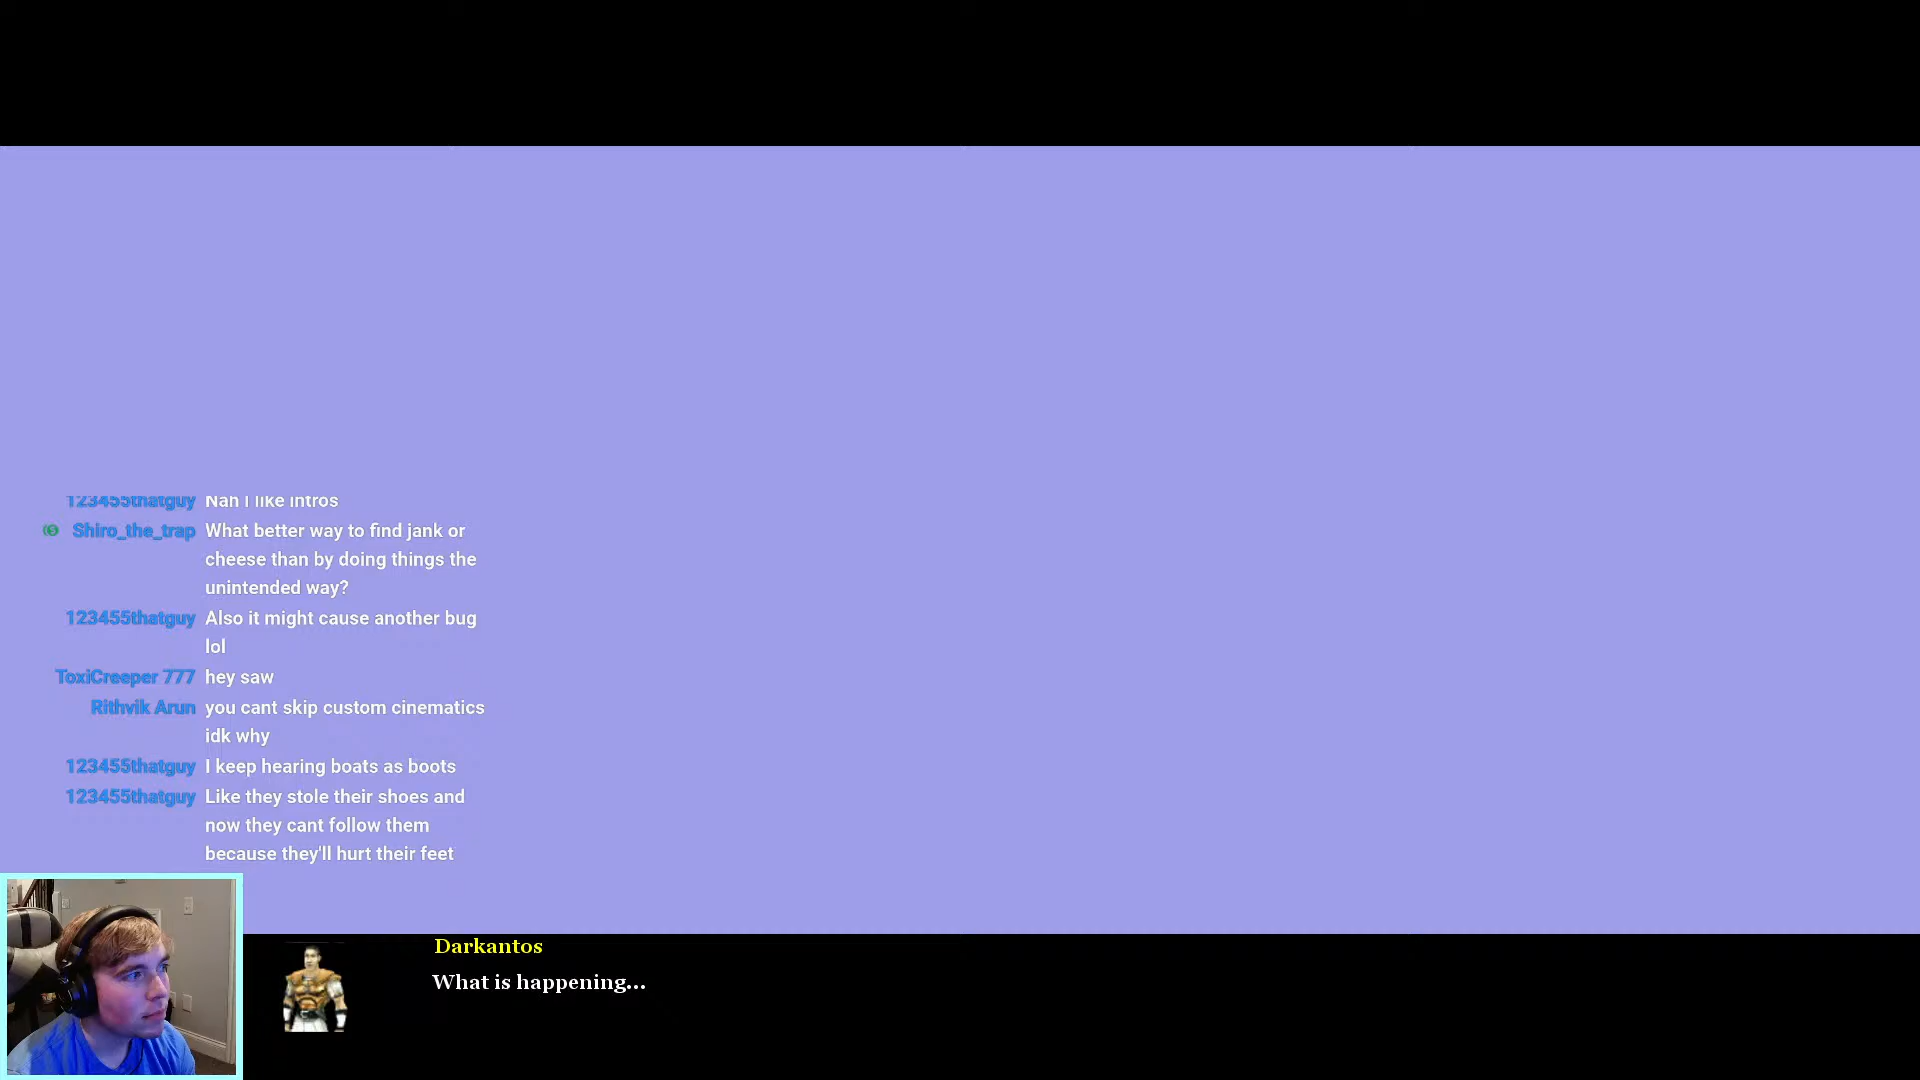 123455thatguy Nah I like intros
Shiro_the_trap What better way to find jank or
cheese than by doing things the
unintended way?
123455thatguy Also it might cause another bug
lol
ToxiCreeper 777 hey saw
Rithvik Arun you cant skip custom cinematics
idk why
123455thatguy I keep hearing boats as boots
123455thatguy Like they stole their shoes and
now they cant follow them
because they'll hurt their feet
Darkantos
What is happening...